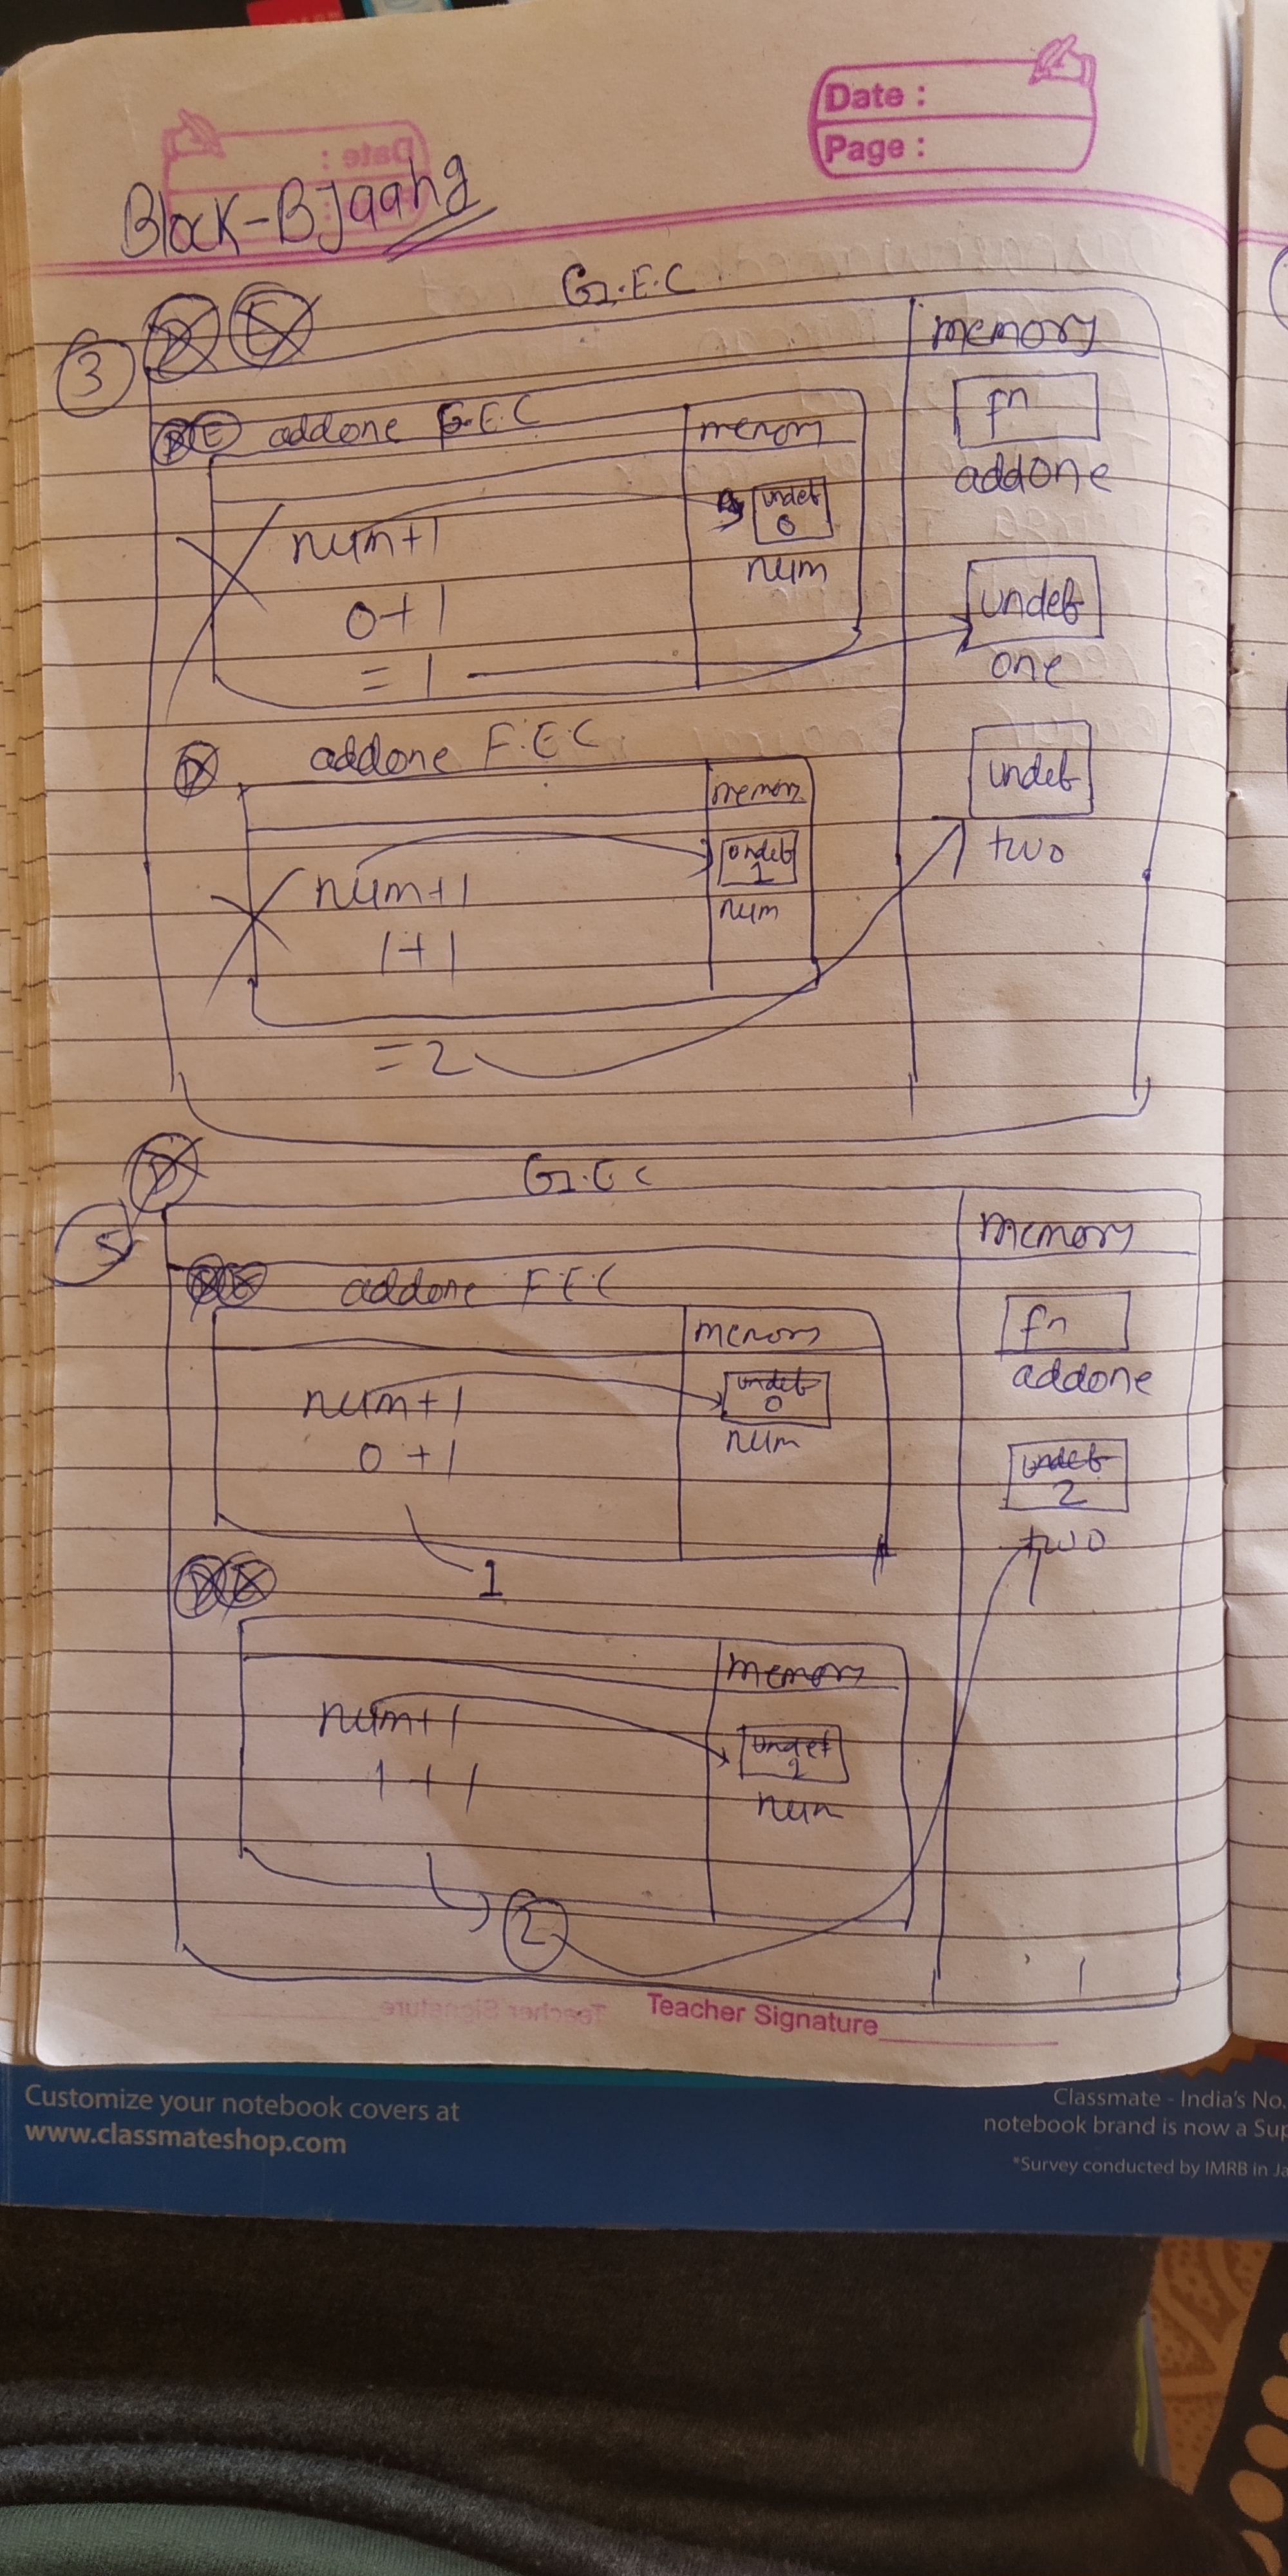 Date :
Page :
Block-BJaahg
G.E.C
3
D E
memory
fn
addone
D E addone F.E.C
memory
num+1
undef
0
num
0+1
= 1
undef
one
D addone F.E.C
memory
undef
two
num+1
undef
1
num
1+1
= 2
D
G.E.C
5
memory
D E addone F.E.C
memory
fn
addone
num+1
undef
0
num
0 +1
1
undef
2
two
D E
memory
num+1
undef
1
num
1 + 1
2
Teacher Signature
Customize your notebook covers at
www.classmateshop.com
Classmate - India's No.
notebook brand is now a Sup
*Survey conducted by IMRB in Ja